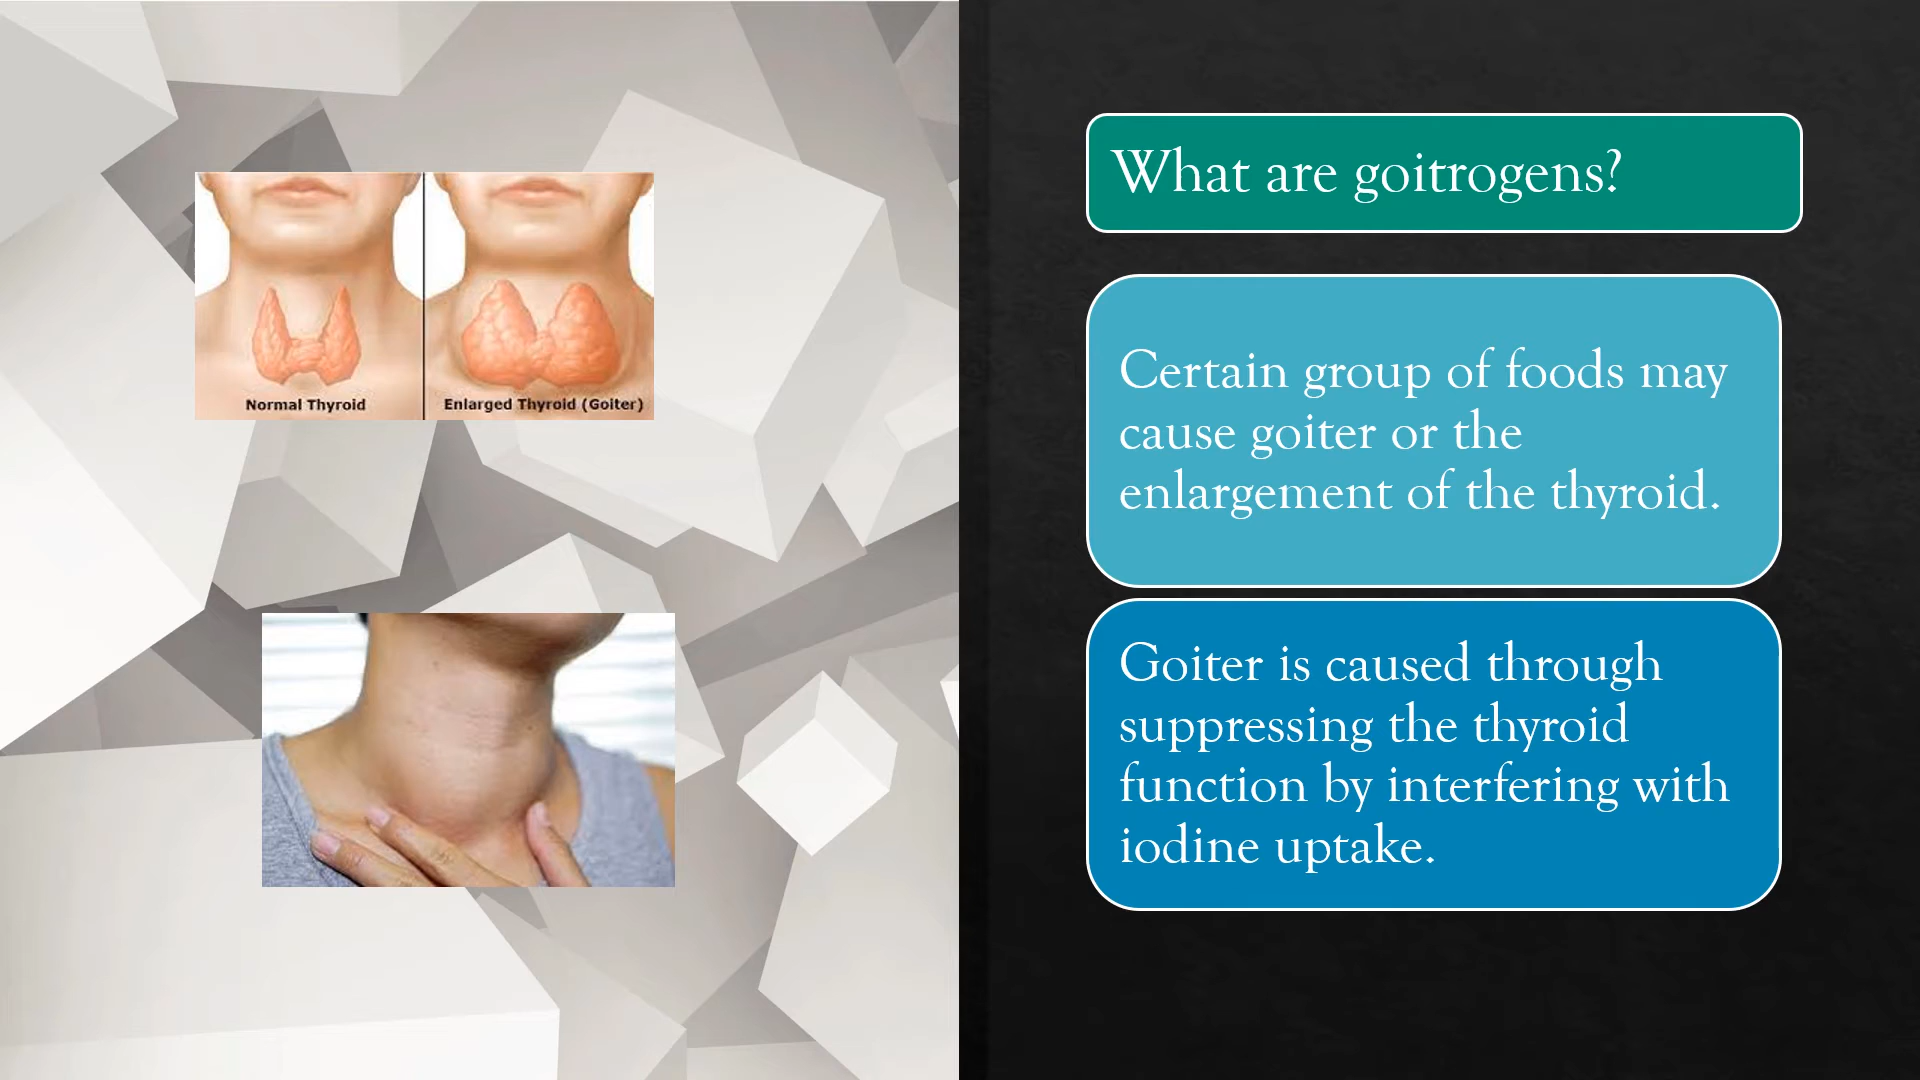 Normal Thyroid
Enlarged Thyroid (Goiter)
What are goitrogens?
Certain group of foods may
cause goiter or the
enlargement of the thyroid.
Goiter is caused through
suppressing the thyroid
function by interfering with
iodine uptake.